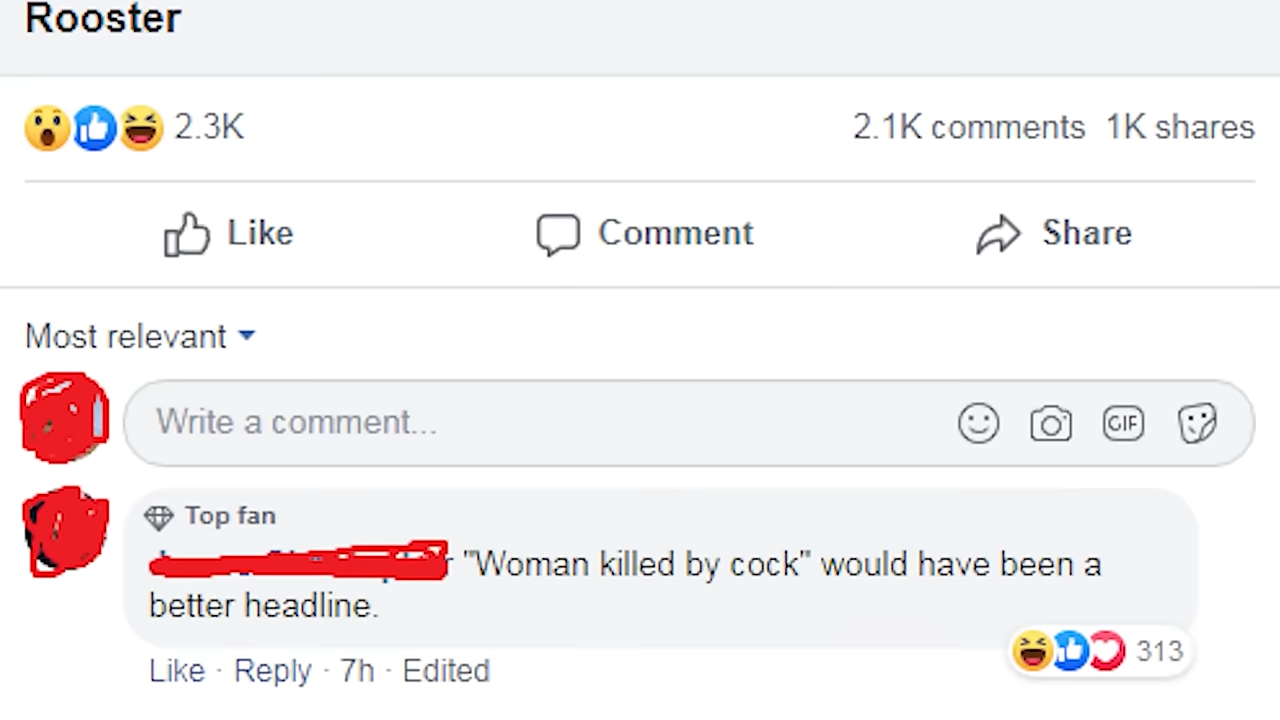 Rooster
2.3K 2.1K comments 1K shares
Like Comment Share
Most relevant
Write a comment... GIF
Top fan
"Woman killed by cock" would have been a
better headline.
313
Like · Reply · 7h · Edited